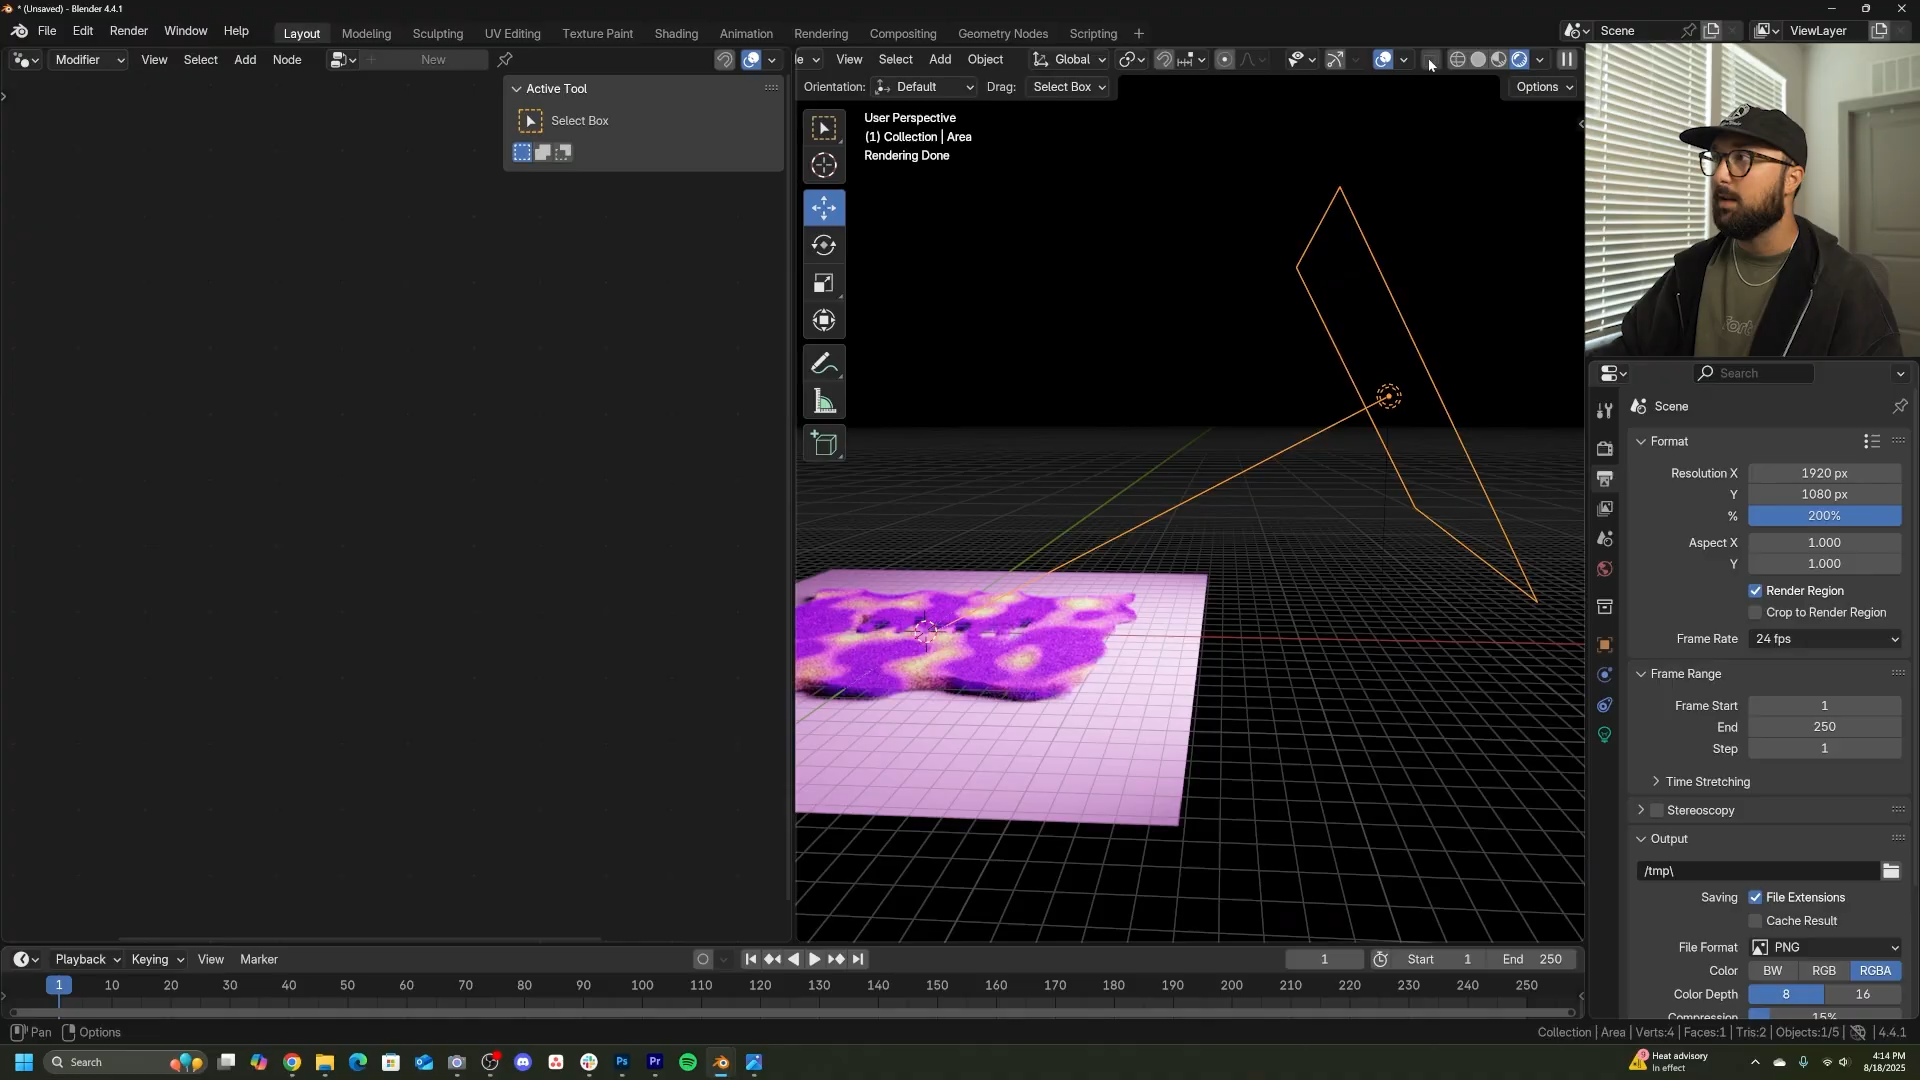 * (Unsaved) - Blender 4.4.1
File Edit Render Window Help Layout Modeling Sculpting UV Editing Texture Paint Shading Animation Rendering Compositing Geometry Nodes Scripting + Scene ViewLayer
Modifier View Select Add Node New
Active Tool
Select Box
le View Select Add Object Global
Orientation: Default Drag: Select Box Options
User Perspective
(1) Collection | Area
Rendering Done
Search
Scene
Format
Resolution X 1920 px
Y 1080 px
% 200%
Aspect X 1.000
Y 1.000
Render Region
Crop to Render Region
Frame Rate 24 fps
Frame Range
Frame Start 1
End 250
Step 1
Time Stretching
Stereoscopy
Output
/tmp\
Saving File Extensions
Cache Result
File Format PNG
Color BW RGB RGBA
Color Depth 8 16
Compression 15%
Playback Keying View Marker 1 Start 1 End 250
1 10 20 30 40 50 60 70 80 90 100 110 120 130 140 150 160 170 180 190 200 210 220 230 240 250
Pan Options Collection | Area | Verts:4 | Faces:1 | Tris:2 | Objects:1/5 | 4.4.1
Search
Ps Pr
Heat advisory
In effect
4:14 PM
8/18/2025